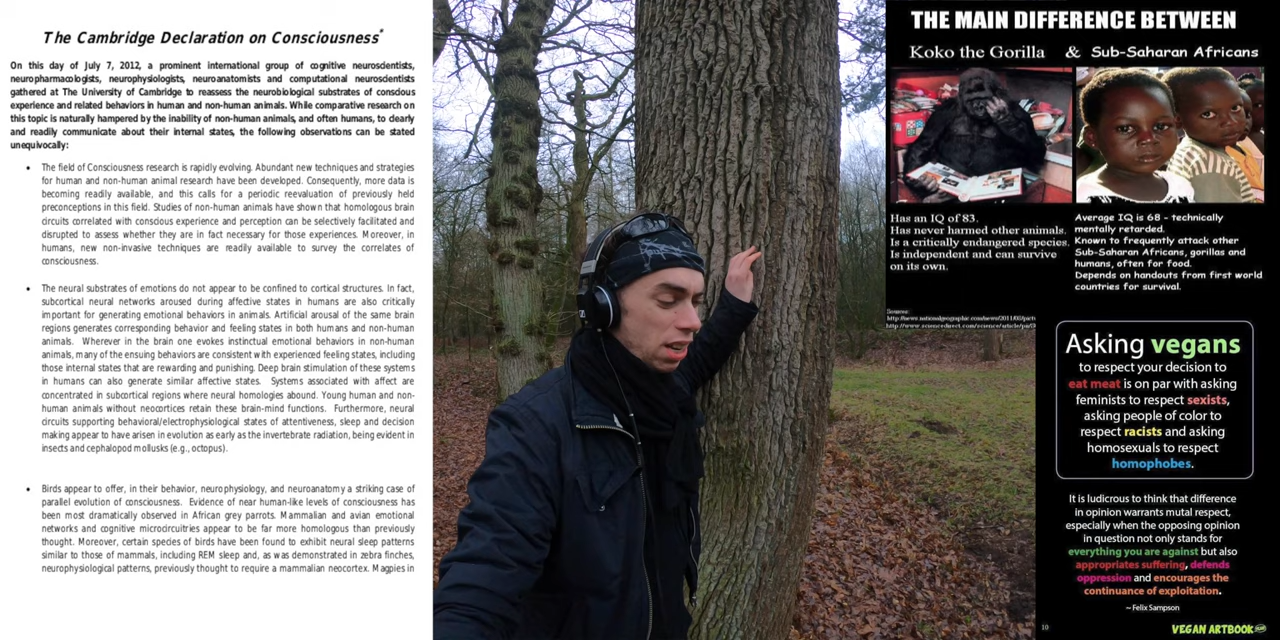 The Cambridge Declaration on Consciousness*
On this day of July 7, 2012, a prominent international group of cognitive neuroscientists,
neuropharmacologists, neurophysiologists, neuroanatomists and computational neuroscientists
gathered at The University of Cambridge to reassess the neurobiological substrates of conscious
experience and related behaviors in human and non-human animals. While comparative research on
this topic is naturally hampered by the inability of non-human animals, and often humans, to clearly
and readily communicate about their internal states, the following observations can be stated
unequivocally:
• The field of Consciousness research is rapidly evolving. Abundant new techniques and strategies
for human and non-human animal research have been developed. Consequently, more data is
becoming readily available, and this calls for a periodic reevaluation of previously held
preconceptions in this field. Studies of non-human animals have shown that homologous brain
circuits correlated with conscious experience and perception can be selectively facilitated and
disrupted to assess whether they are in fact necessary for those experiences. Moreover, in
humans, new non-invasive techniques are readily available to survey the correlates of
consciousness.
• The neural substrates of emotions do not appear to be confined to cortical structures. In fact,
subcortical neural networks aroused during affective states in humans are also critically
important for generating emotional behaviors in animals. Artificial arousal of the same brain
regions generates corresponding behavior and feeling states in both humans and non-human
animals. Wherever in the brain one evokes instinctual emotional behaviors in non-human
animals, many of the ensuing behaviors are consistent with experienced feeling states, including
those internal states that are rewarding and punishing. Deep brain stimulation of these systems
in humans can also generate similar affective states. Systems associated with affect are
concentrated in subcortical regions where neural homologies abound. Young human and non-
human animals without neocortices retain these brain-mind functions. Furthermore, neural
circuits supporting behavioral/electrophysiological states of attentiveness, sleep and decision
making appear to have arisen in evolution as early as the invertebrate radiation, being evident in
insects and cephalopod mollusks (e.g., octopus).
• Birds appear to offer, in their behavior, neurophysiology, and neuroanatomy a striking case of
parallel evolution of consciousness. Evidence of near human-like levels of consciousness has
been most dramatically observed in African grey parrots. Mammalian and avian emotional
networks and cognitive microcircuitries appear to be far more homologous than previously
thought. Moreover, certain species of birds have been found to exhibit neural sleep patterns
similar to those of mammals, including REM sleep and, as was demonstrated in zebra finches,
neurophysiological patterns, previously thought to require a mammalian neocortex. Magpies in
THE MAIN DIFFERENCE BETWEEN
Koko the Gorilla & Sub-Saharan Africans
Has an IQ of 83.
Has never harmed other animals.
Is a critically endangered species.
Is independent and can survive
on its own.
Average IQ is 68 - technically
mentally retarded.
Known to frequently attack other
Sub-Saharan Africans, gorillas and
humans, often for food.
Depends on handouts from first world
countries for survival.
Sources:
Asking vegans
to respect your decision to
eat meat is on par with asking
feminists to respect sexists,
asking people of color to
respect racists and asking
homosexuals to respect
homophobes.
It is ludicrous to think that difference
in opinion warrants mutal respect,
especially when the opposing opinion
in question not only stands for
everything you are against but also
appropriates suffering, defends
oppression and encourages the
continuance of exploitation.
~ Felix Sampson
10
VEGAN ARTBOOK